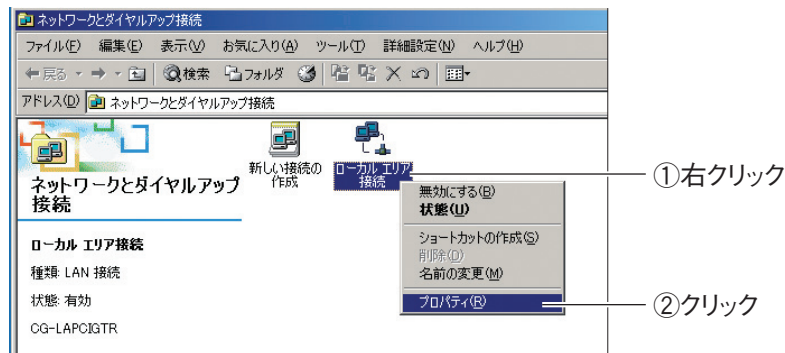 ネットワークとダイヤルアップ接続
ファイル(F) 編集(E) 表示(V) お気に入り(A) ツール(T) 詳細設定(N) ヘルプ(H)
戻る 検索 フォルダ
アドレス(D) ネットワークとダイヤルアップ接続
ネットワークとダイヤルアップ
接続
新しい接続の
作成
ローカル エリア
接続
①右クリック
無効にする(B)
状態(U)
ショートカットの作成(S)
削除(D)
名前の変更(M)
プロパティ(R)
②クリック
ローカル エリア接続
種類: LAN 接続
状態: 有効
CG-LAPCIGTR